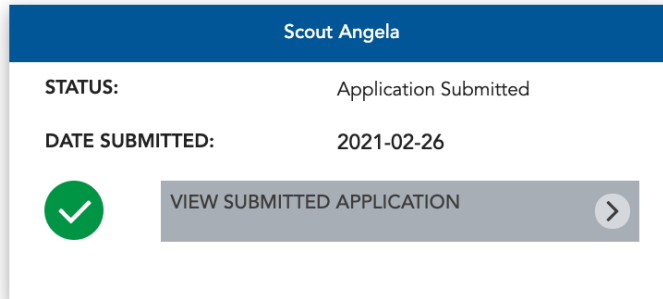 Scout Angela
STATUS: Application Submitted
DATE SUBMITTED: 2021-02-26
VIEW SUBMITTED APPLICATION